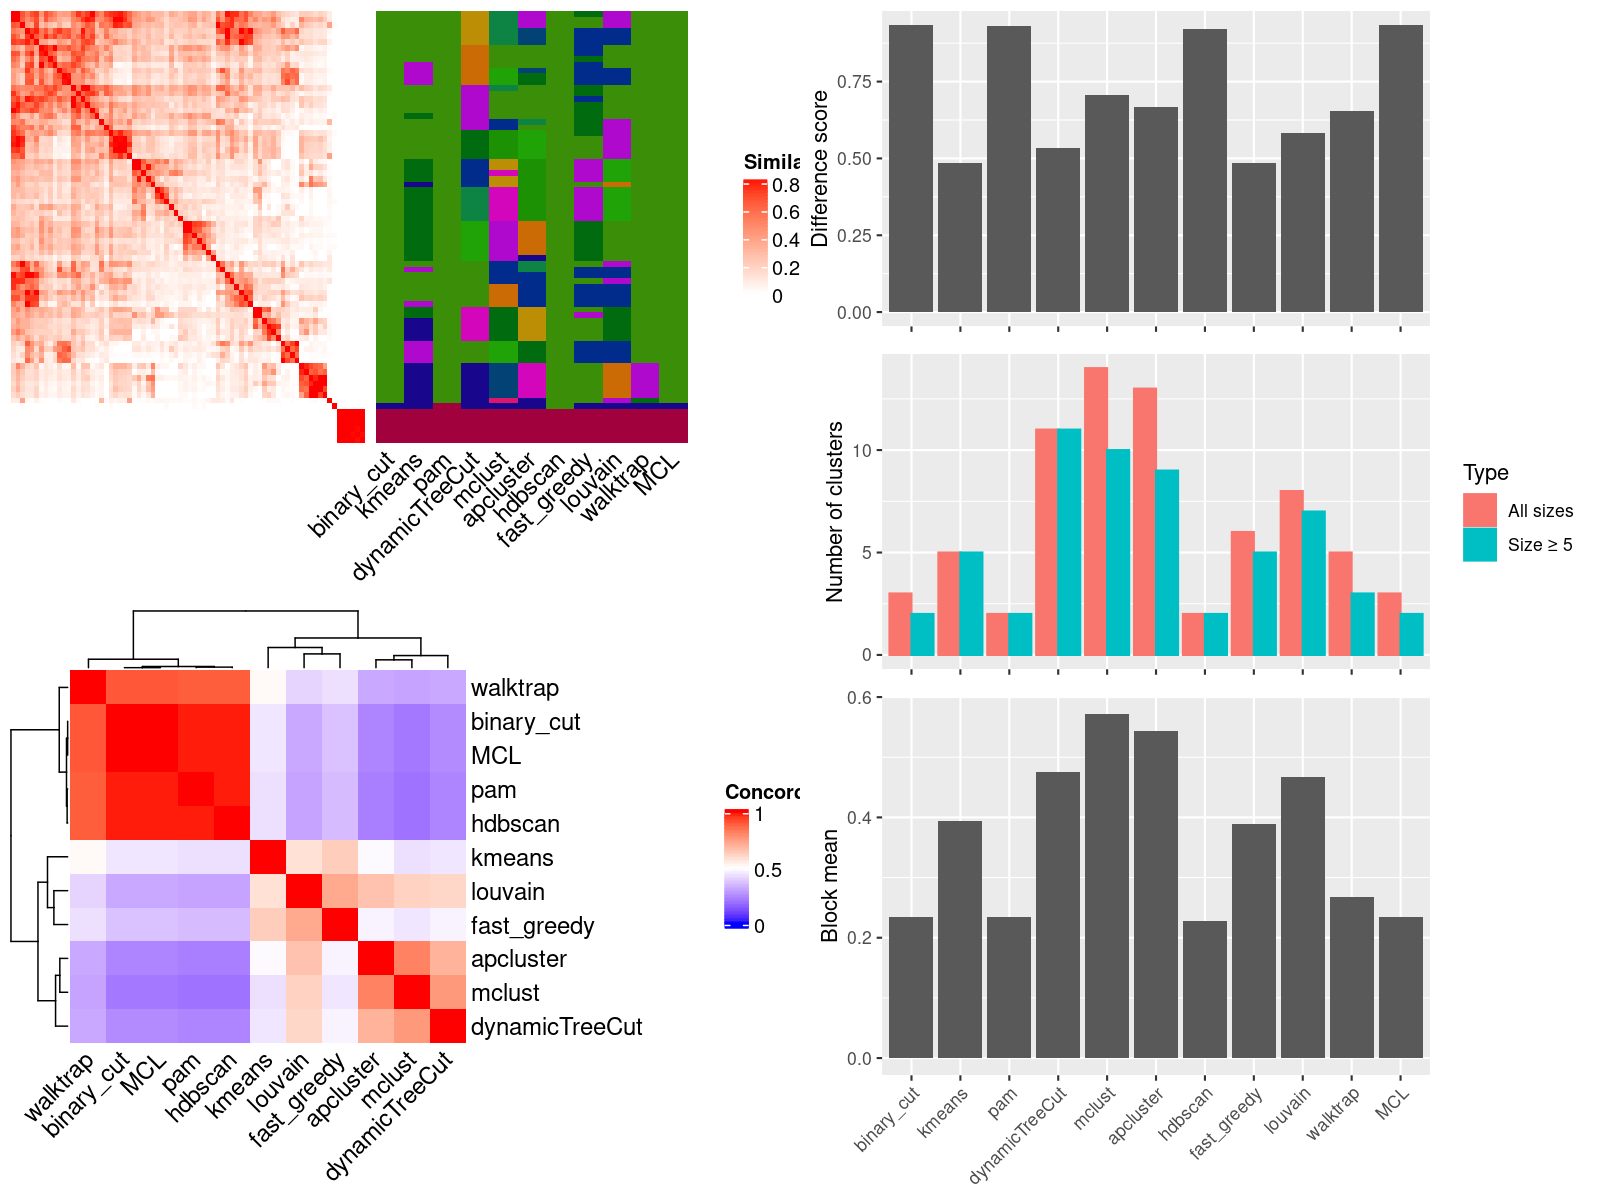 Simila
0.8
0.6
0.4
0.2
0
binary_cut
kmeans
pam
dynamicTreeCut
mclust
apcluster
hdbscan
fast_greedy
louvain
walktrap
MCL
walktrap
binary_cut
MCL
pam
hdbscan
kmeans
louvain
fast_greedy
apcluster
mclust
dynamicTreeCut
walktrap
binary_cut
MCL
pam
hdbscan
kmeans
louvain
fast_greedy
apcluster
mclust
dynamicTreeCut
Concord
1
0.5
0
Difference score
0.75
0.50
0.25
0.00
Number of clusters
10
5
0
Type
All sizes
Size ≥ 5
Block mean
0.6
0.4
0.2
0.0
binary_cut
kmeans
pam
dynamicTreeCut
mclust
apcluster
hdbscan
fast_greedy
louvain
walktrap
MCL